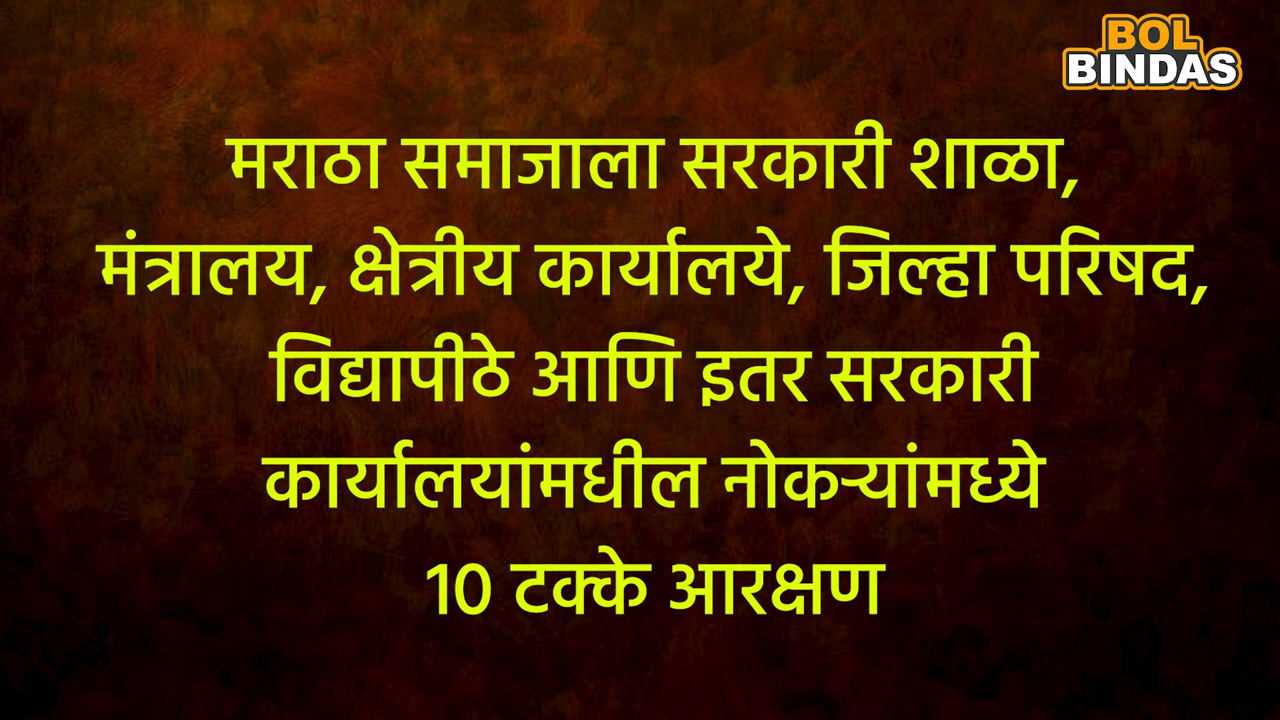 BOL
BINDAS
मराठा समाजाला सरकारी शाळा,
मंत्रालय, क्षेत्रीय कार्यालये, जिल्हा परिषद,
विद्यापीठे आणि इतर सरकारी
कार्यालयांमधील नोकऱ्यांमध्ये
10 टक्के आरक्षण